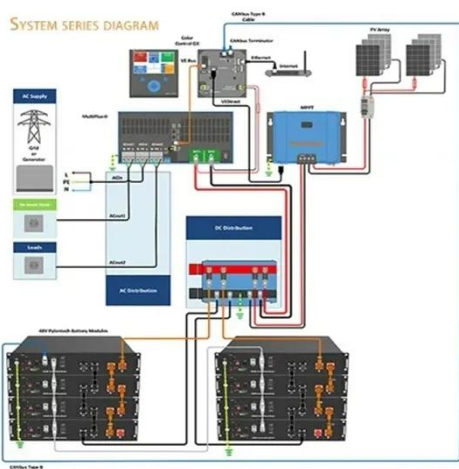 SYSTEM SERIES DIAGRAM
CANbus Type B
Cable
Color
Control GX
CANbus Terminator
VE Bus
Ethernet
Internet
PV Array
AC Supply
Grid
or
Generator
MultiPlus-II
VE Direct
MPPT
L
PE
N
ACin
ACout1
Loads
ACout2
AC Distribution
DC Distribution
48V Pylontech Battery Modules
CANbus Type B